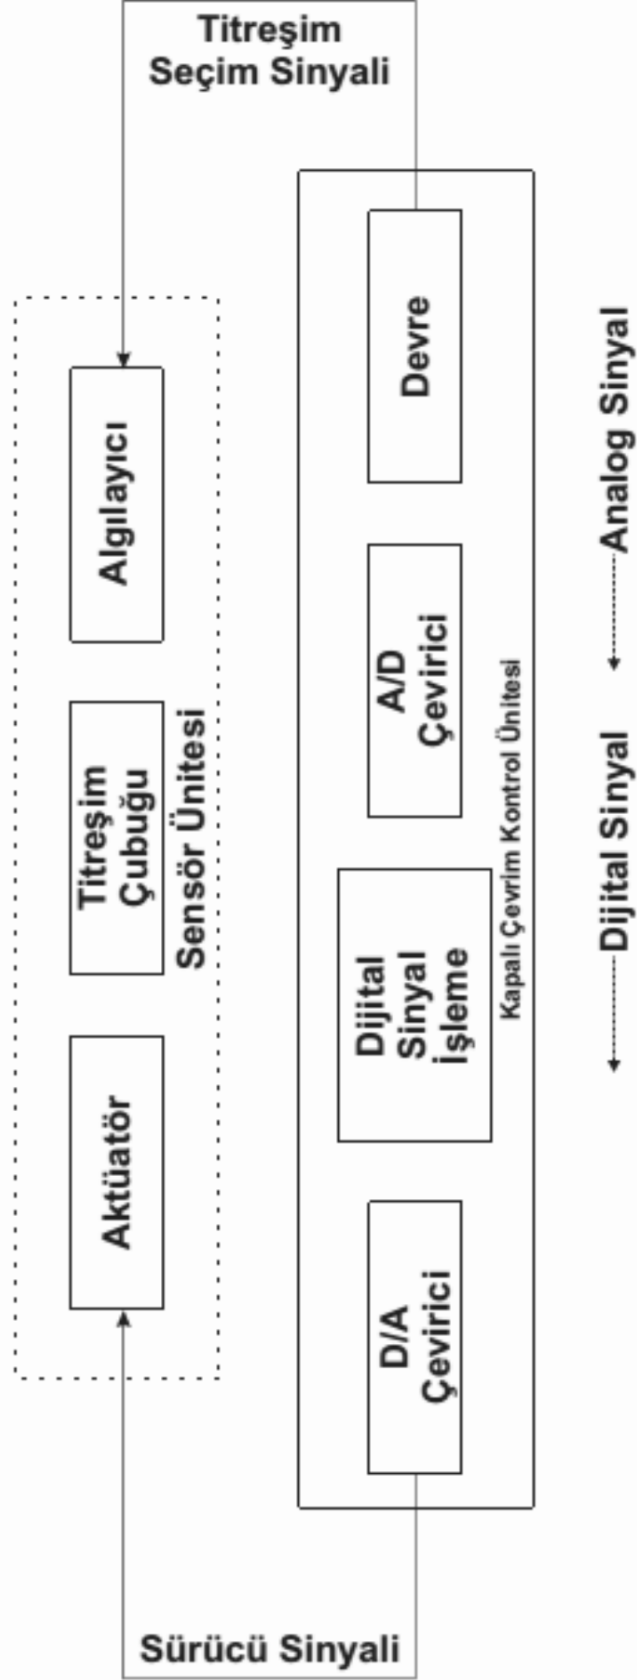 Titreşim
Seçim Sinyali
Algılayıcı
Titreşim
Çubuğu
Aktüatör
Sensör Ünitesi
Devre
A/D
Çevirici
Dijital
Sinyal
İşleme
D/A
Çevirici
Kapalı Çevrim Kontrol Ünitesi
Analog Sinyal
Dijital Sinyal
Sürücü Sinyali